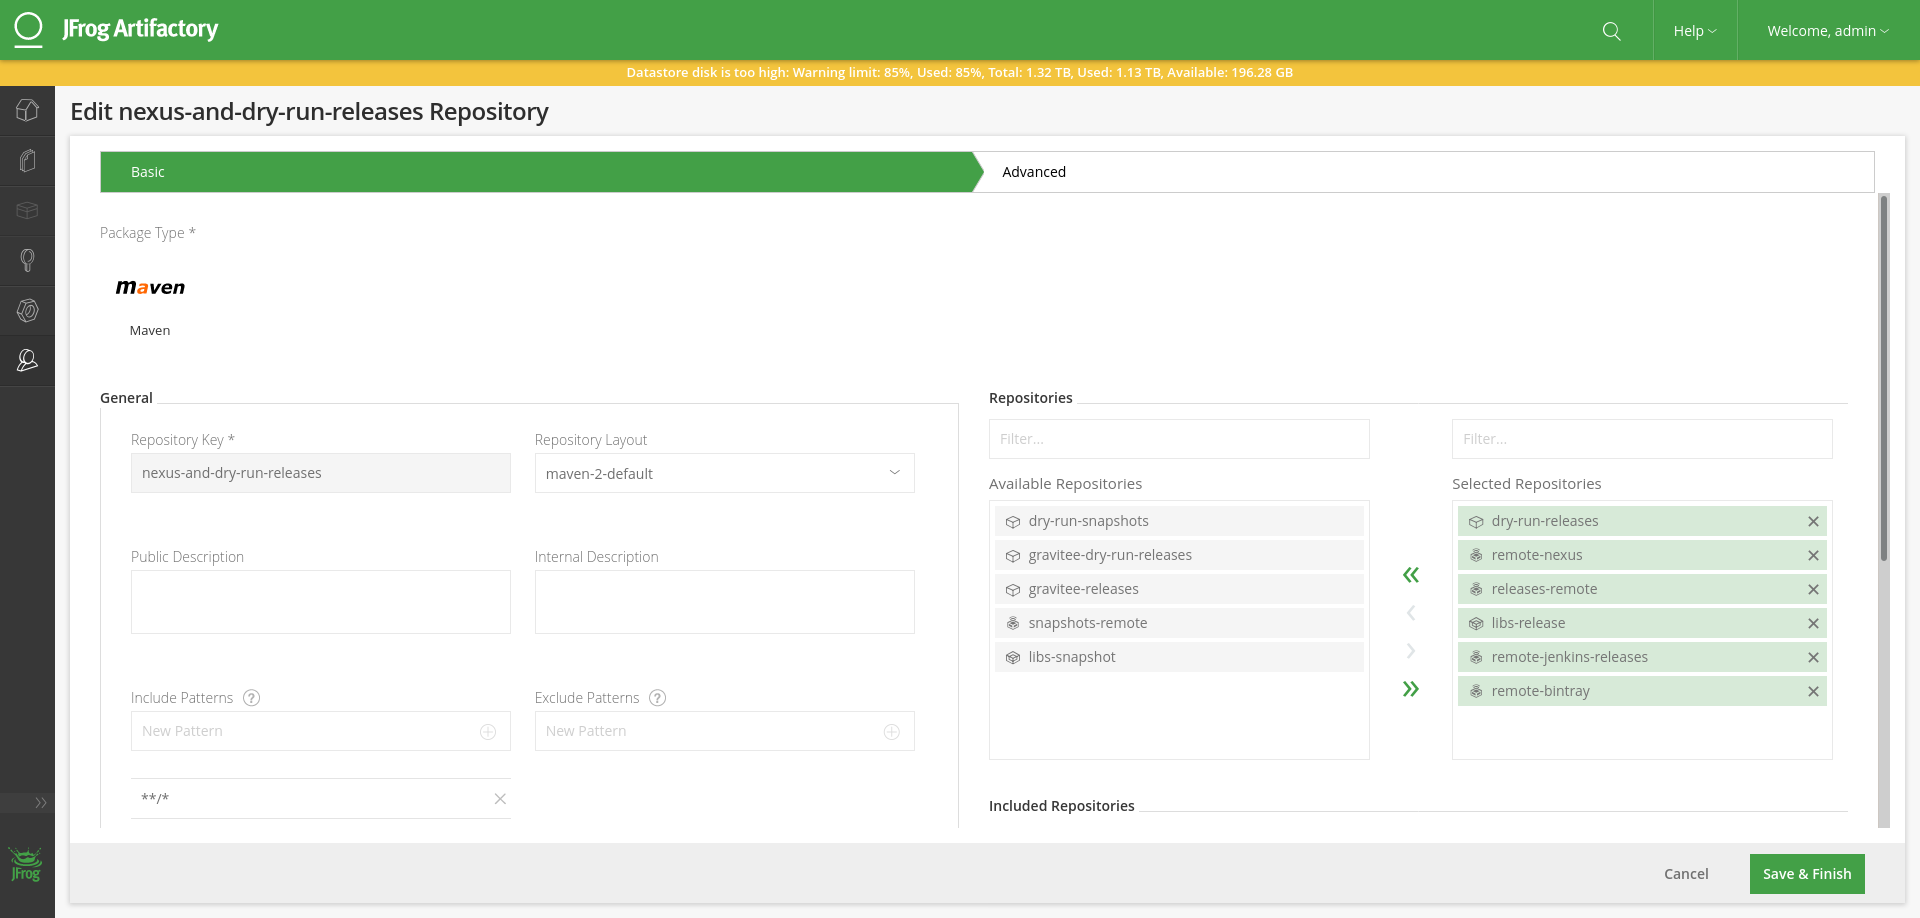 JFrog Artifactory
Help
Welcome, admin
Datastore disk is too high: Warning limit: 85%, Used: 85%, Total: 1.32 TB, Used: 1.13 TB, Available: 196.28 GB
Edit nexus-and-dry-run-releases Repository
Basic
Advanced
Package Type *
maven
Maven
General
Repository Key *
Repository Layout
nexus-and-dry-run-releases
maven-2-default
Public Description
Internal Description
Include Patterns ?
Exclude Patterns ?
New Pattern
New Pattern
**/*
Repositories
Filter...
Filter...
Available Repositories
dry-run-snapshots
gravitee-dry-run-releases
gravitee-releases
snapshots-remote
libs-snapshot
Selected Repositories
dry-run-releases
remote-nexus
releases-remote
libs-release
remote-jenkins-releases
remote-bintray
Included Repositories
JFrog
Cancel
Save & Finish